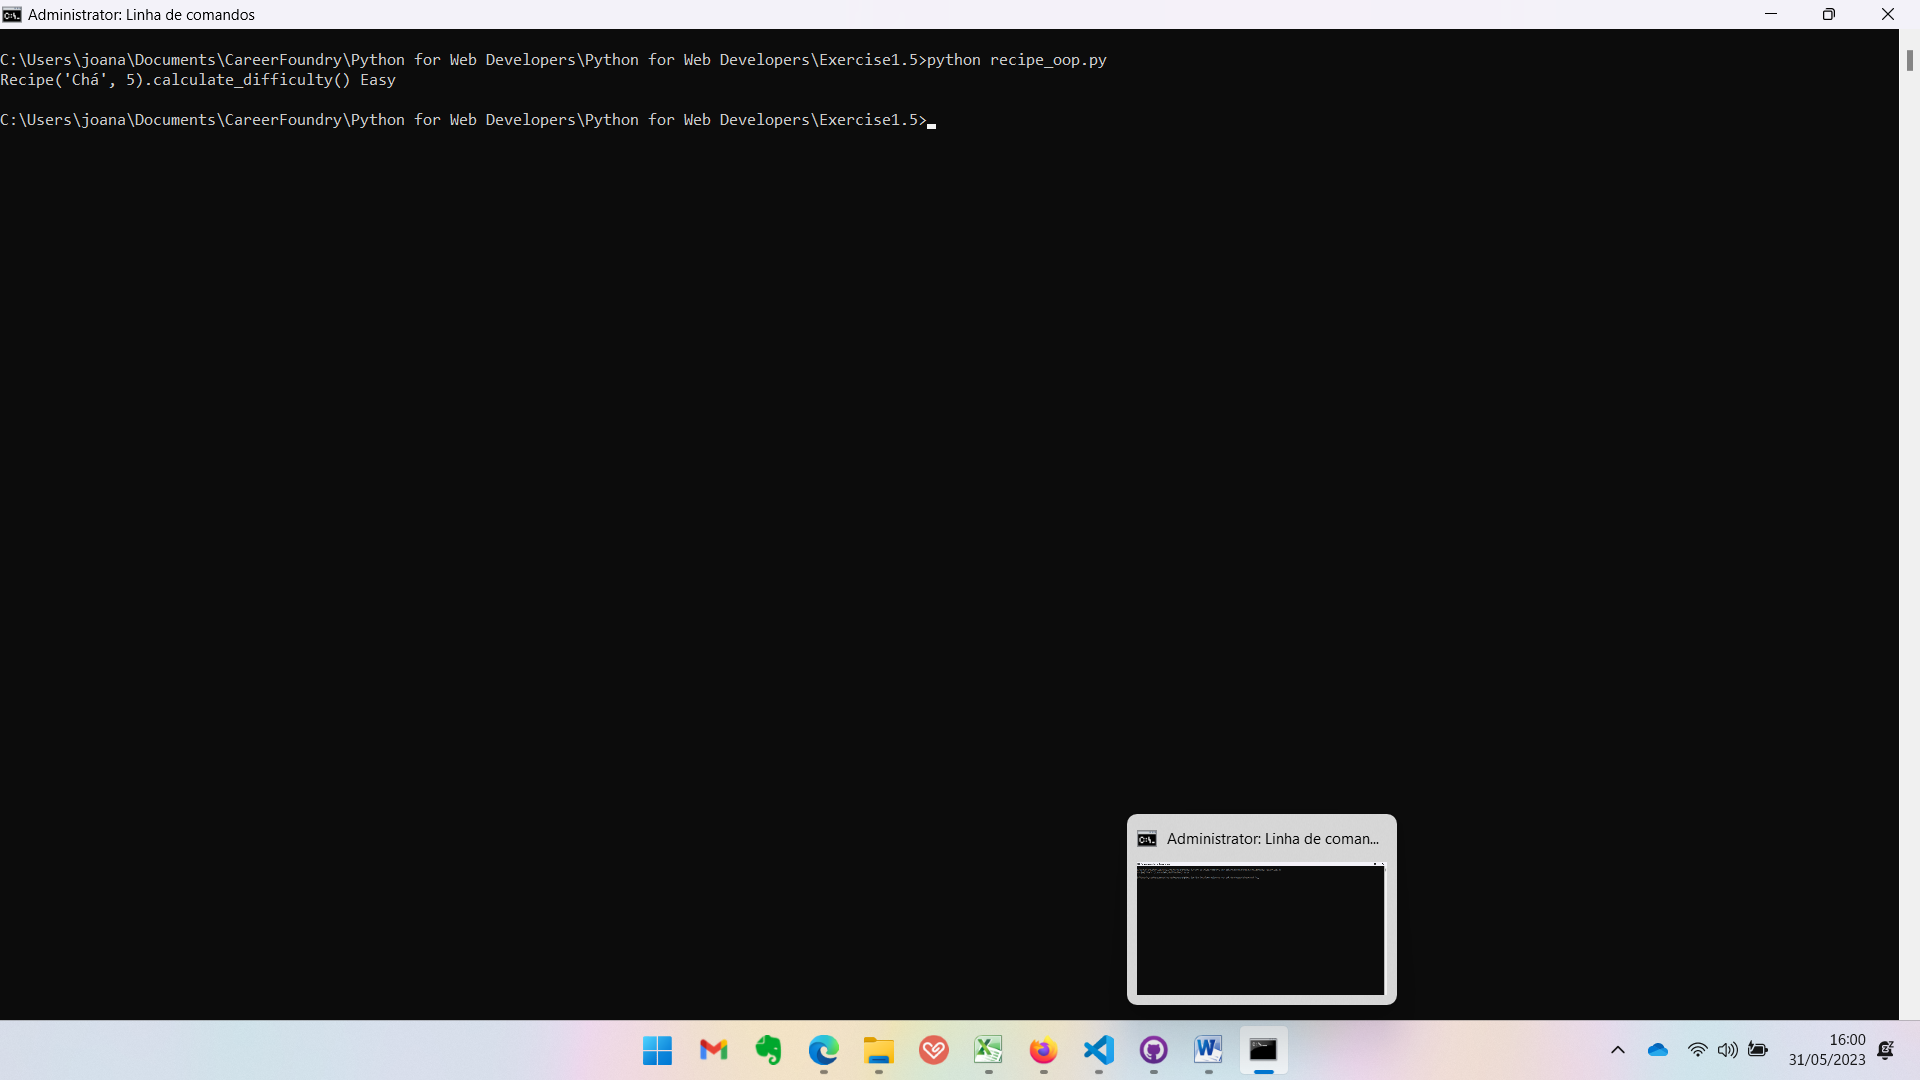 Administrator: Linha de comandos
C:\Users\joana\Documents\CareerFoundry\Python for Web Developers\Python for Web Developers\Exercise1.5>python recipe_oop.py
Recipe('Chá', 5).calculate_difficulty() Easy
C:\Users\joana\Documents\CareerFoundry\Python for Web Developers\Python for Web Developers\Exercise1.5>
Administrator: Linha de coman...
16:00
31/05/2023